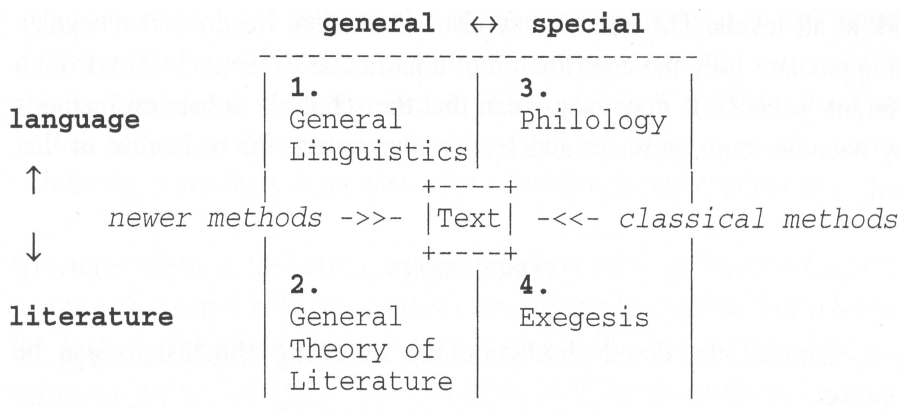 general ↔ special
1. 3.
language General Philology
Linguistics
↑
newer methods ->>- |Text| -<<- classical methods
↓
2. 4.
literature General Exegesis
Theory of
Literature